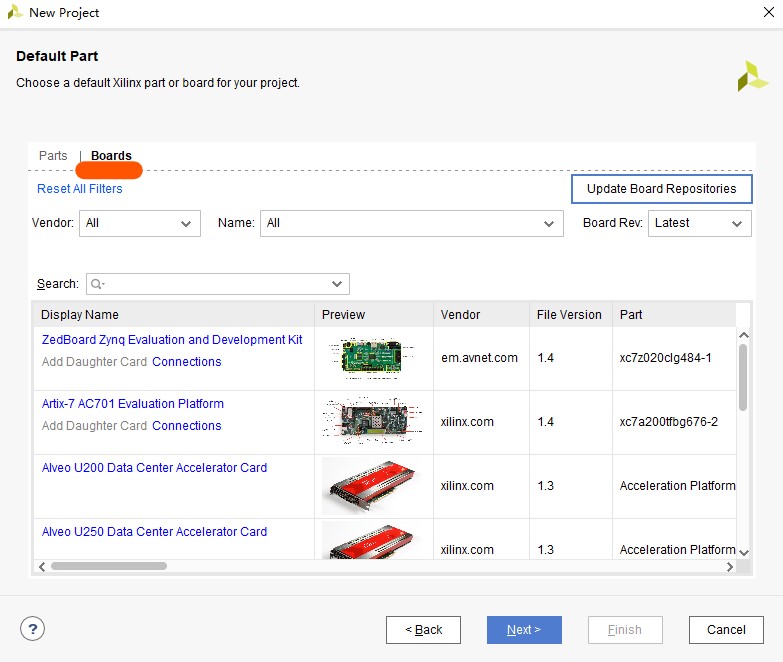 New Project
Default Part
Choose a default Xilinx part or board for your project.
Parts | Boards
Reset All Filters
Update Board Repositories
Vendor: All Name: All Board Rev: Latest
Search:
Display Name Preview Vendor File Version Part
ZedBoard Zynq Evaluation and Development Kit
Add Daughter Card Connections
em.avnet.com 1.4 xc7z020clg484-1
Artix-7 AC701 Evaluation Platform
Add Daughter Card Connections
xilinx.com 1.4 xc7a200tfbg676-2
Alveo U200 Data Center Accelerator Card
xilinx.com 1.3 Acceleration Platform
Alveo U250 Data Center Accelerator Card
xilinx.com 1.3 Acceleration Platform
? < Back Next > Finish Cancel